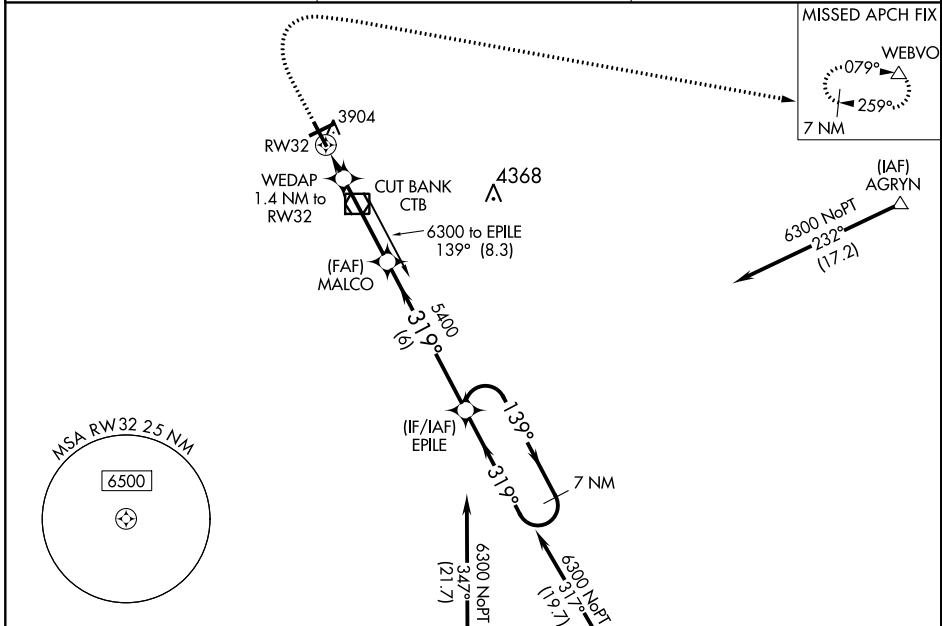 MISSED APCH FIX
WEBVO
079°
259°
7 NM
3904
RW32
WEDAP
1.4 NM to
RW32
CUT BANK
CTB
4368
6300 to EPILE
139° (8.3)
(IAF)
AGRYN
6300 NoPT
232°
(17.2)
(FAF)
MALCO
5400
319°
(6)
(IF/IAF)
EPILE
139°
319°
7 NM
MSA RW32 25 NM
6500
6300 NoPT
347°
(21.7)
6300 NoPT
317°
(19.7)